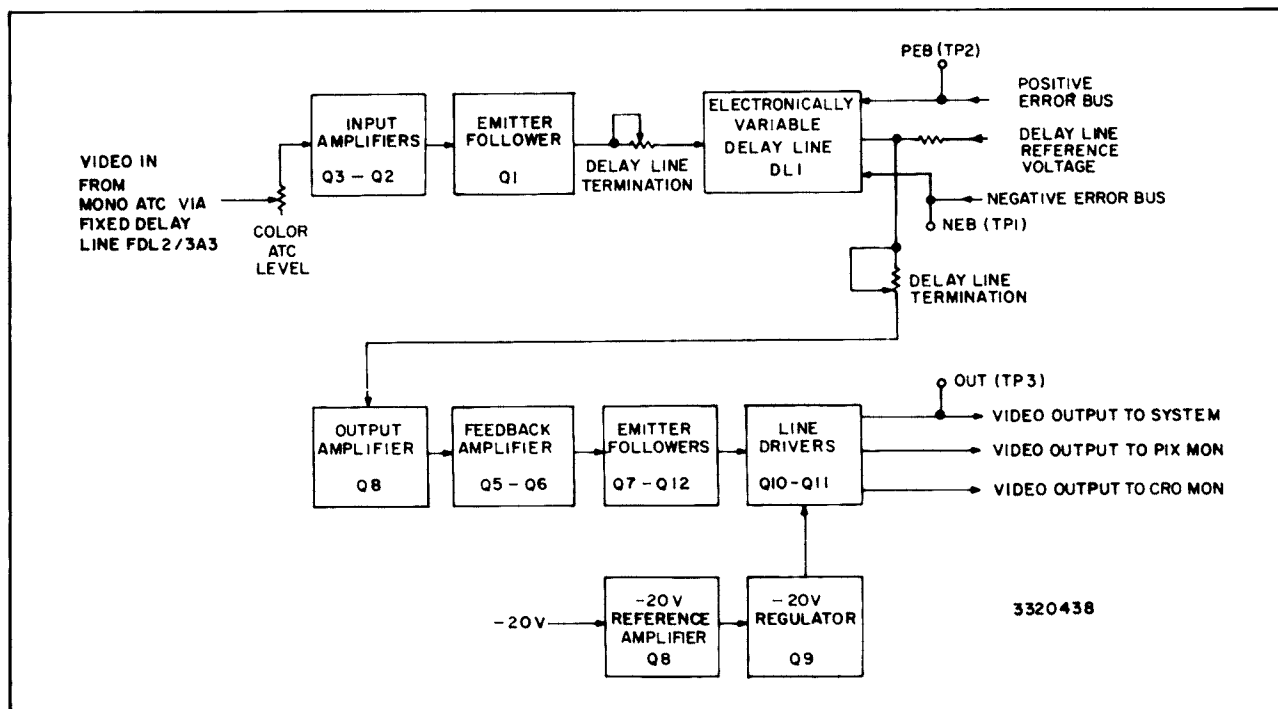 VIDEO IN
FROM
MONO ATC VIA
FIXED DELAY
LINE FDL2/3A3
COLOR
ATC
LEVEL
INPUT
AMPLIFIERS
Q3 - Q2
EMITTER
FOLLOWER
Q1
DELAY LINE
TERMINATION
ELECTRONICALLY
VARIABLE
DELAY LINE
DL1
PEB (TP2)
POSITIVE
ERROR BUS
DELAY LINE
REFERENCE
VOLTAGE
NEGATIVE ERROR BUS
NEB (TP1)
DELAY LINE
TERMINATION
OUTPUT
AMPLIFIER
Q8
FEEDBACK
AMPLIFIER
Q5 - Q6
EMITTER
FOLLOWERS
Q7 - Q12
LINE
DRIVERS
Q10-Q11
OUT (TP3)
VIDEO OUTPUT TO SYSTEM
VIDEO OUTPUT TO PIX MON
VIDEO OUTPUT TO CRO MON
-20V
-20V
REFERENCE
AMPLIFIER
Q8
-20V
REGULATOR
Q9
3320438